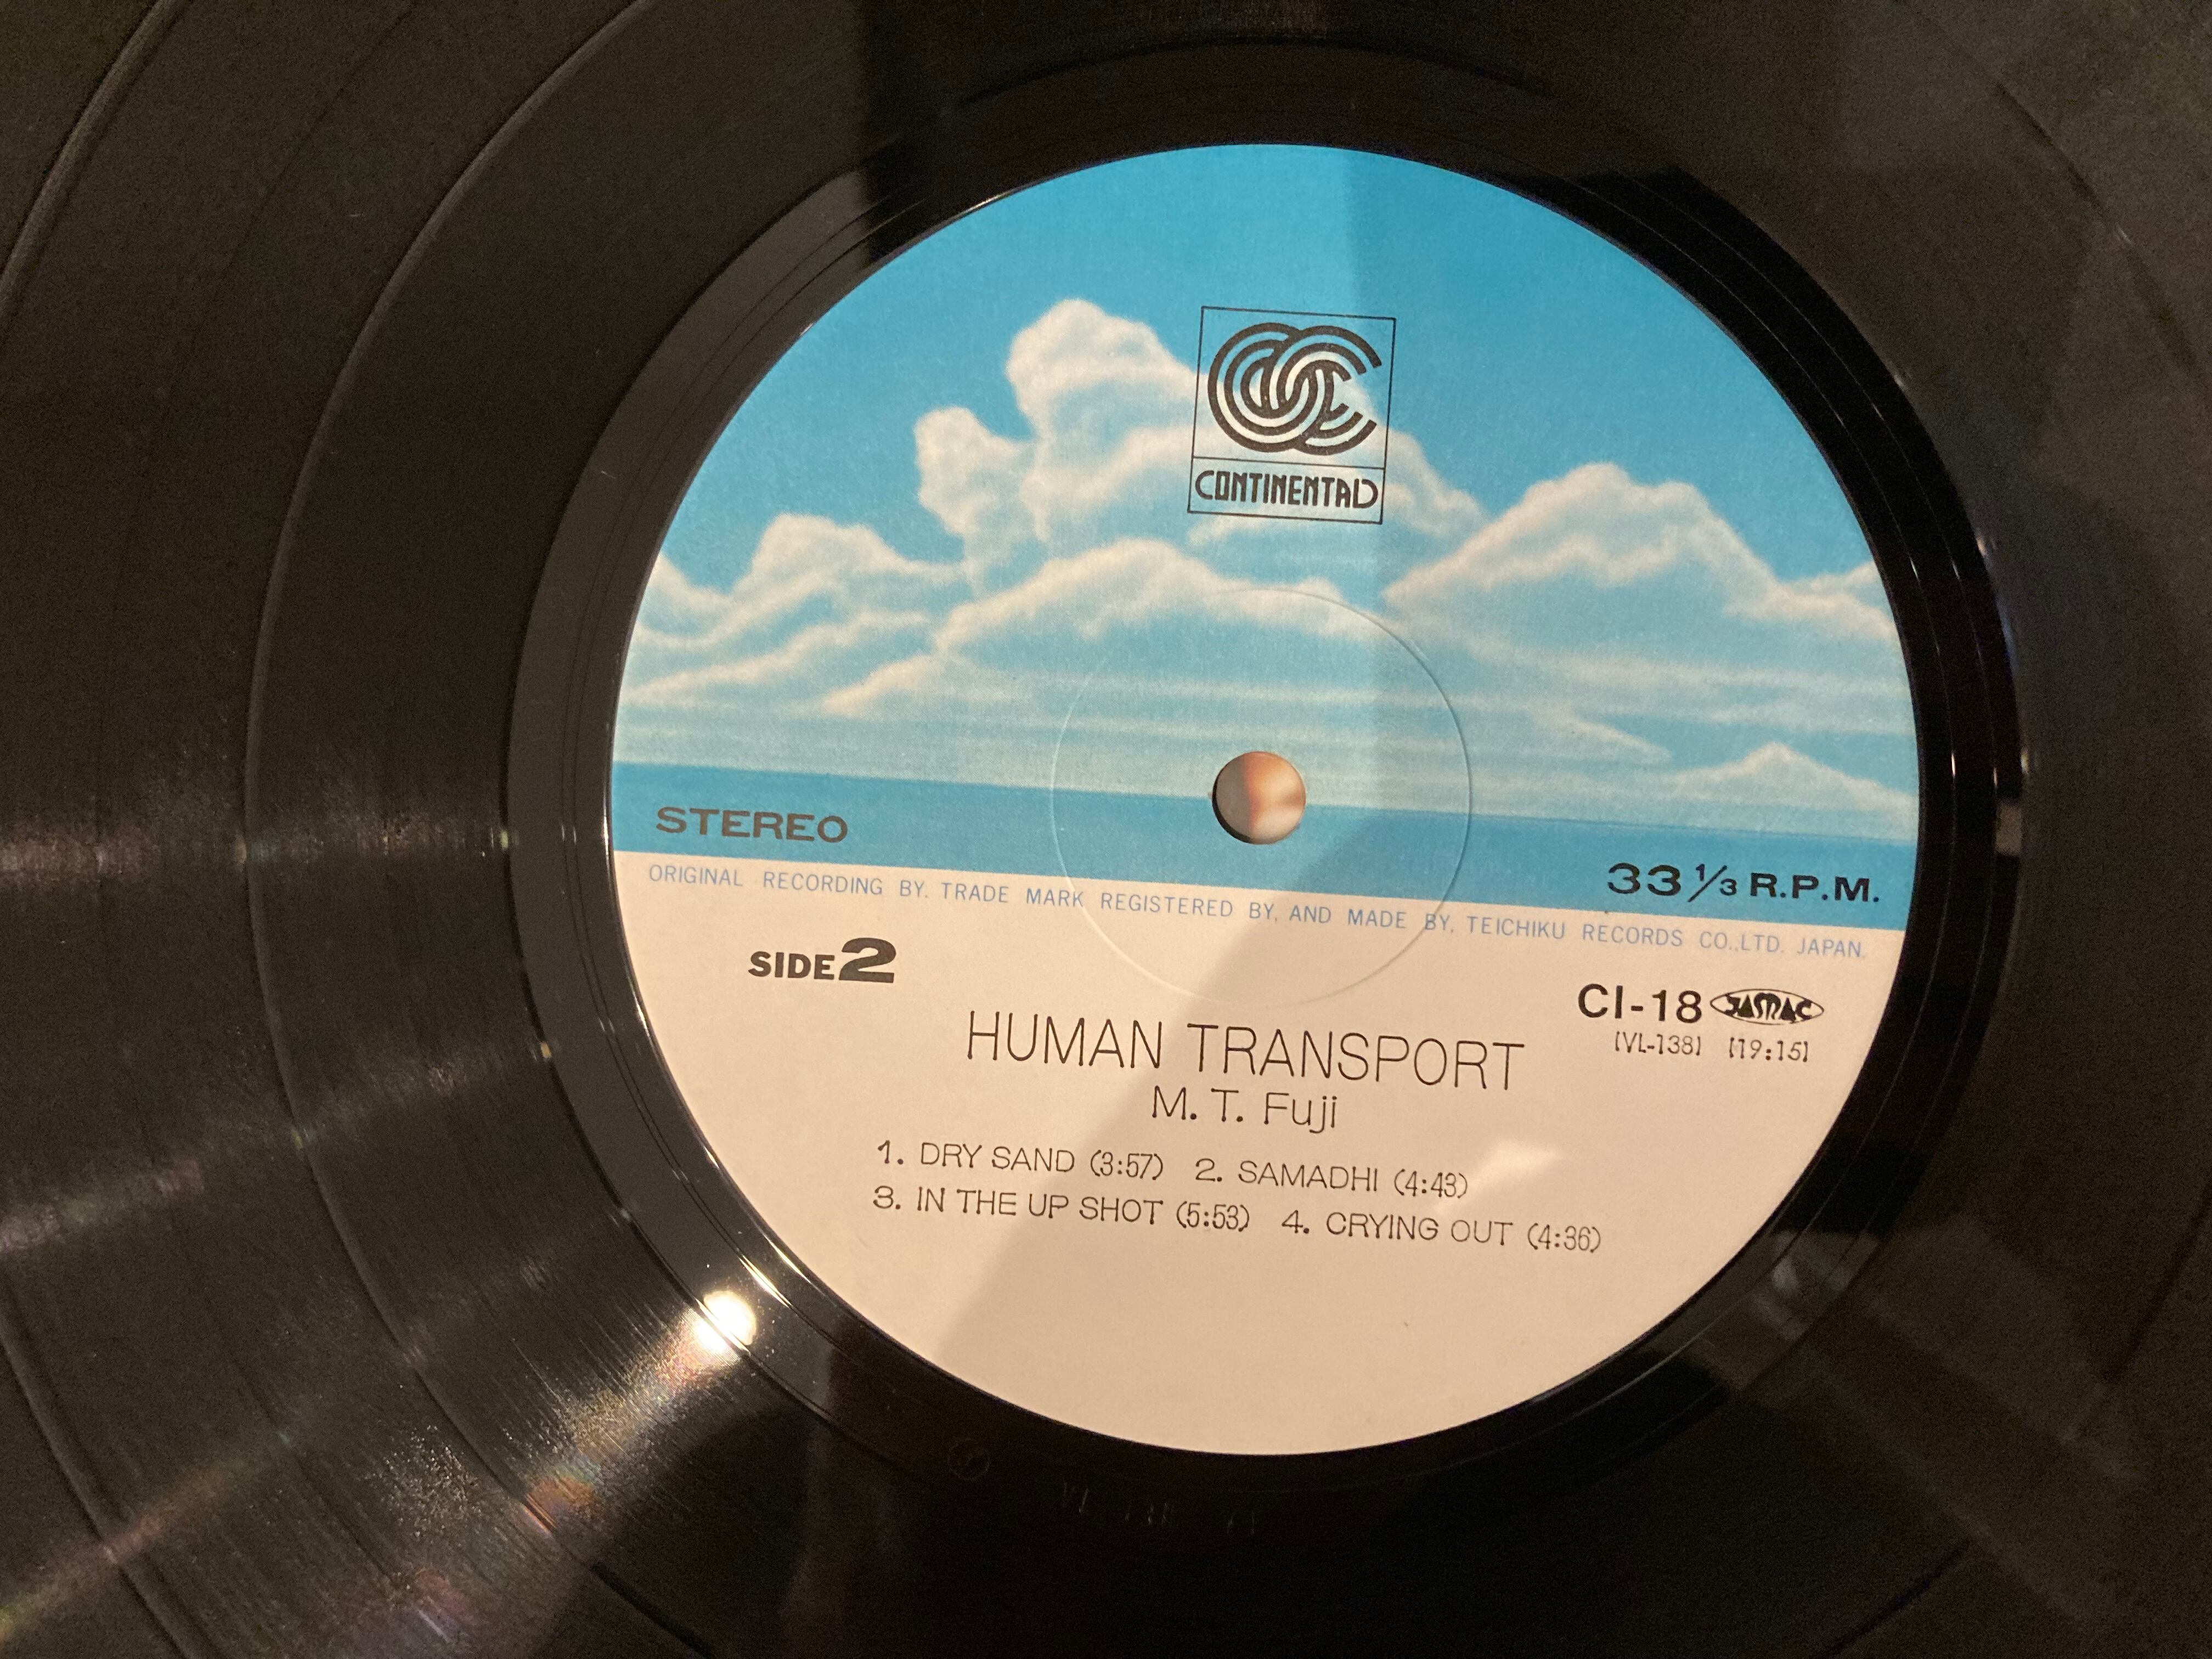 CONTINENTAL
STEREO
33 1/3 R.P.M.
ORIGINAL RECORDING BY. TRADE MARK REGISTERED BY, AND MADE BY, TEICHIKU RECORDS CO.,LTD. JAPAN.
SIDE 2
CI-18 JASRAC
[VL-138] [19:15]
HUMAN TRANSPORT
M. T. Fuji
1. DRY SAND (3:57) 2. SAMADHI (4:43)
3. IN THE UP SHOT (5:53) 4. CRYING OUT (4:36)